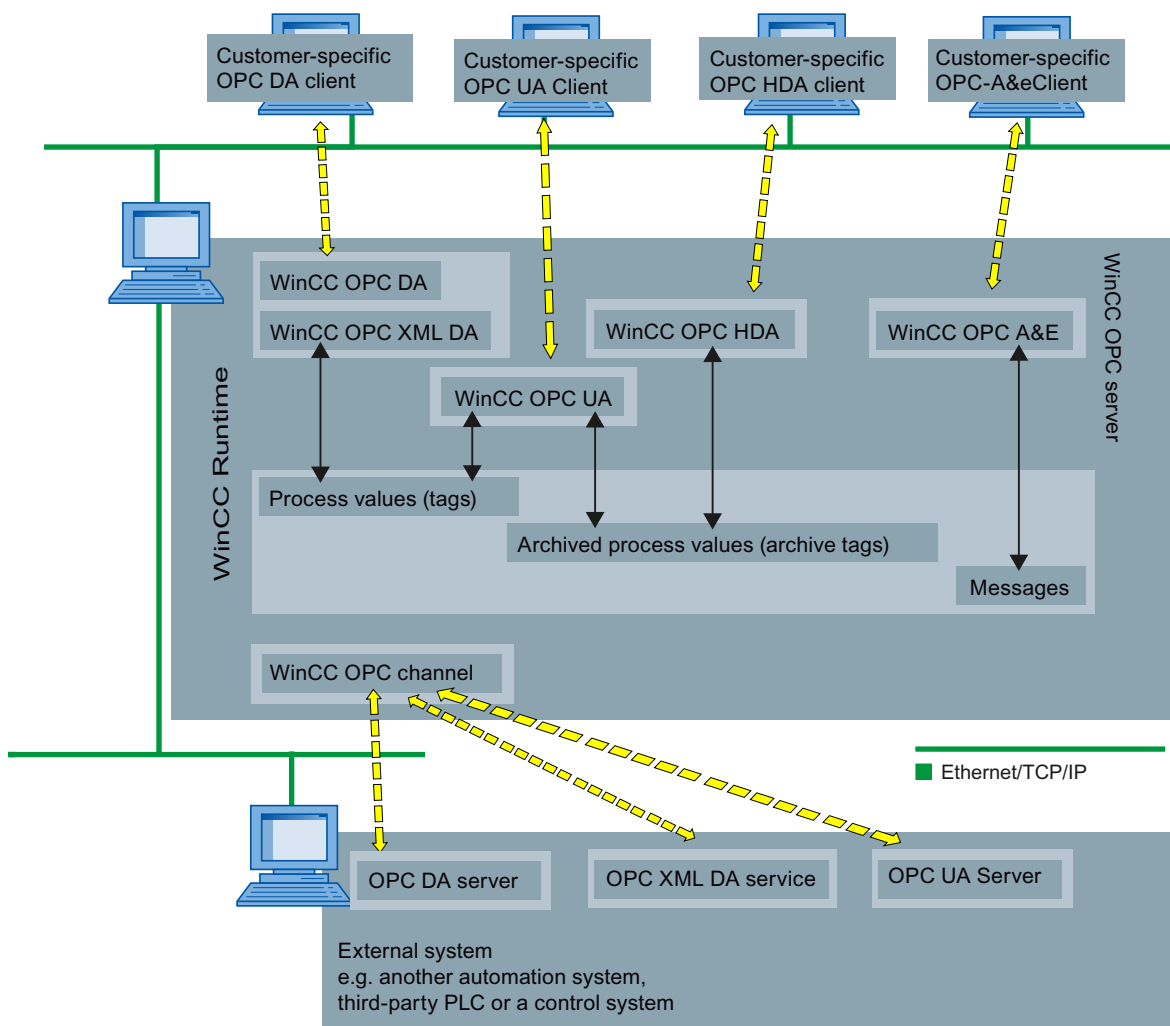 Customer-specific
OPC DA client
Customer-specific
OPC UA Client
Customer-specific
OPC HDA client
Customer-specific
OPC-A&eClient
WinCC OPC DA
WinCC OPC XML DA
WinCC OPC HDA
WinCC OPC A&E
WinCC OPC server
WinCC OPC UA
WinCC Runtime
Process values (tags)
Archived process values (archive tags)
Messages
WinCC OPC channel
Ethernet/TCP/IP
OPC DA server
OPC XML DA service
OPC UA Server
External system
e.g. another automation system,
third-party PLC or a control system